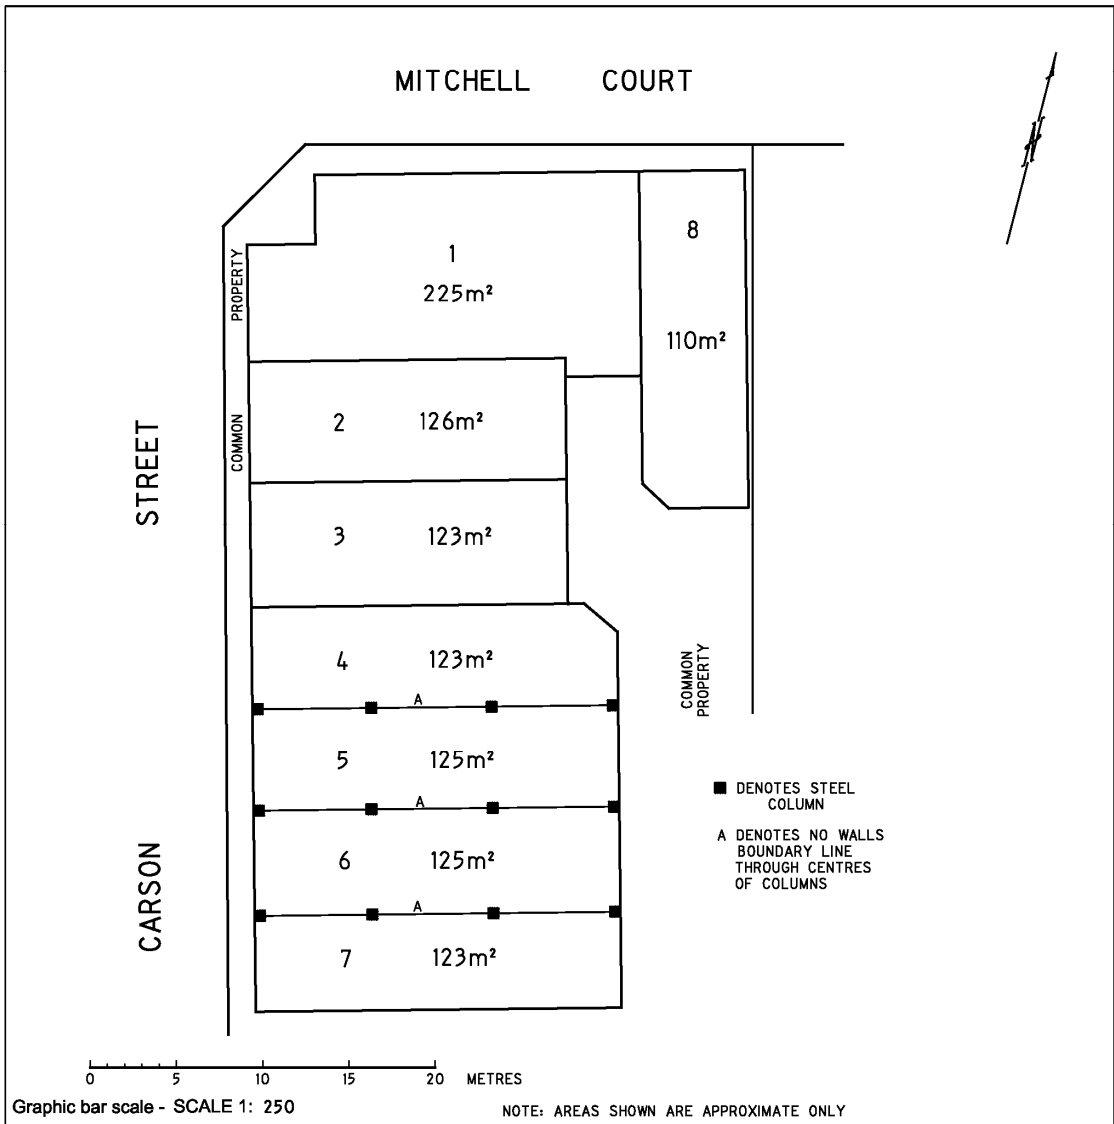 MITCHELL COURT
N
1
225m²
8
110m²
COMMON PROPERTY
2 126m²
3 123m²
STREET
4 123m²
A
5 125m²
A
6 125m²
A
7 123m²
CARSON
COMMON
PROPERTY
■ DENOTES STEEL
COLUMN
A DENOTES NO WALLS
BOUNDARY LINE
THROUGH CENTRES
OF COLUMNS
0 5 10 15 20 METRES
Graphic bar scale - SCALE 1: 250
NOTE: AREAS SHOWN ARE APPROXIMATE ONLY